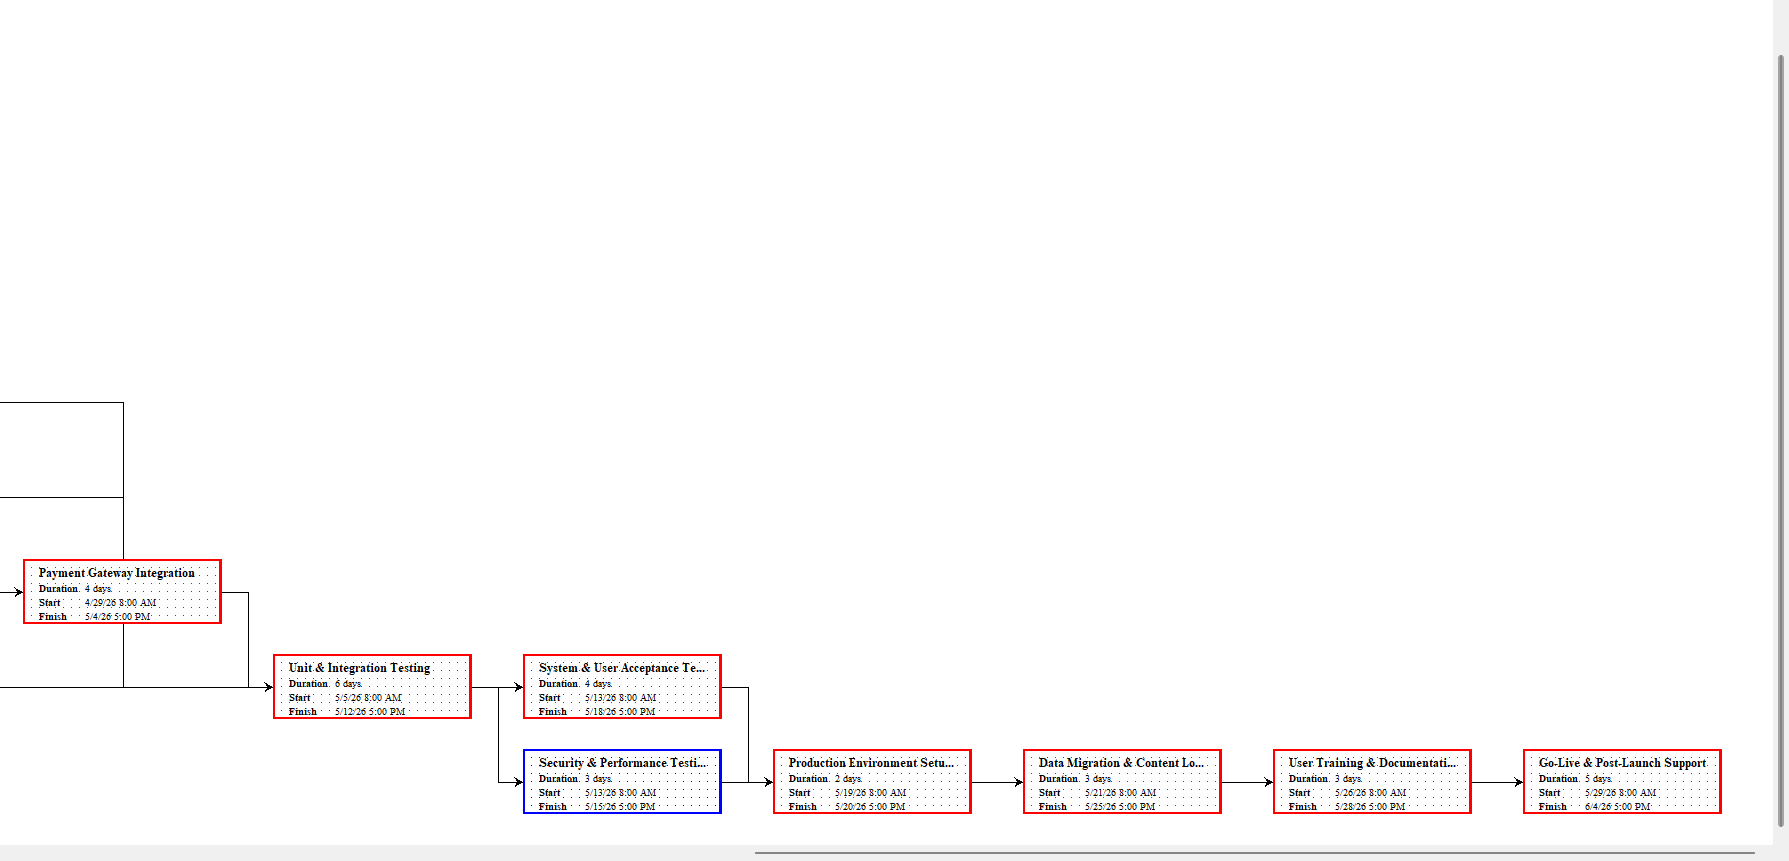 Payment Gateway Integration
Duration 4 days
Start 4/29/26 8:00 AM
Finish 5/4/26 5:00 PM
Unit & Integration Testing
Duration 6 days
Start 5/5/26 8:00 AM
Finish 5/12/26 5:00 PM
System & User Acceptance Te...
Duration 4 days
Start 5/13/26 8:00 AM
Finish 5/18/26 5:00 PM
Security & Performance Testi...
Duration 3 days
Start 5/13/26 8:00 AM
Finish 5/15/26 5:00 PM
Production Environment Setu...
Duration 2 days
Start 5/19/26 8:00 AM
Finish 5/20/26 5:00 PM
Data Migration & Content Lo...
Duration 3 days
Start 5/21/26 8:00 AM
Finish 5/25/26 5:00 PM
User Training & Documentati...
Duration 3 days
Start 5/26/26 8:00 AM
Finish 5/28/26 5:00 PM
Go-Live & Post-Launch Support
Duration 5 days
Start 5/29/26 8:00 AM
Finish 6/4/26 5:00 PM